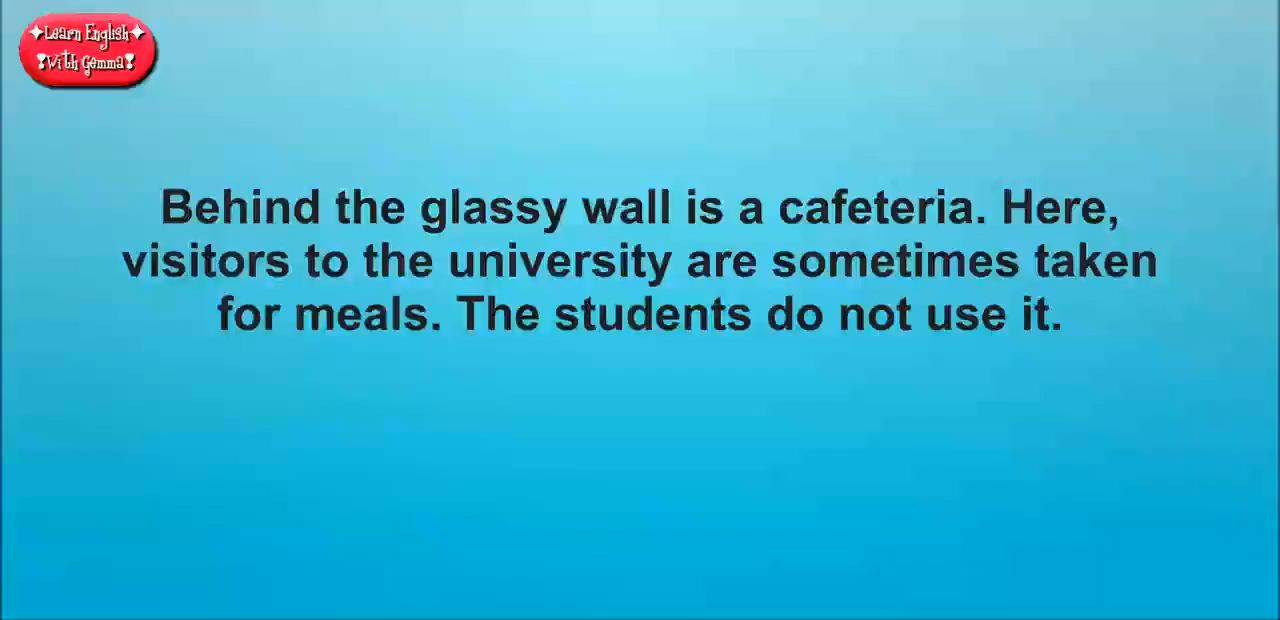 ✦Learn English✦
❢With Gemma❢
Behind the glassy wall is a cafeteria. Here,
visitors to the university are sometimes taken
for meals. The students do not use it.